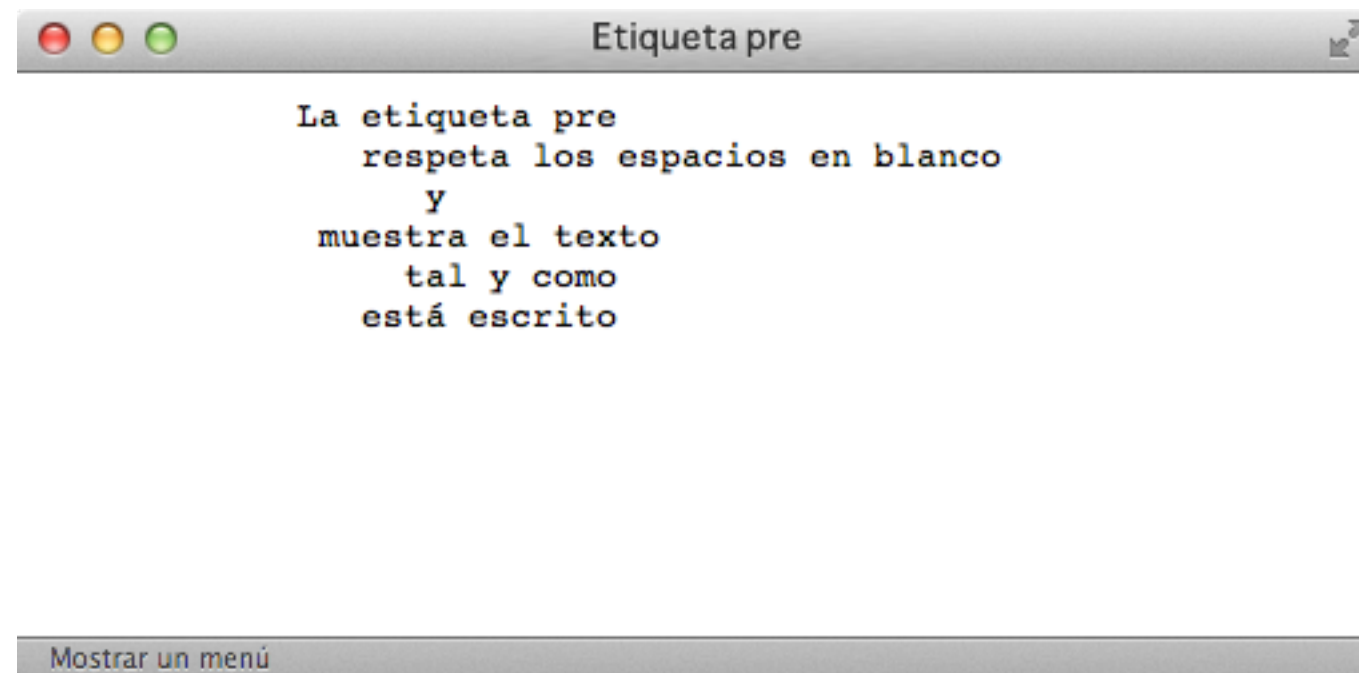 Etiqueta pre
La etiqueta pre
respeta los espacios en blanco
y
muestra el texto
tal y como
está escrito
Mostrar un menú